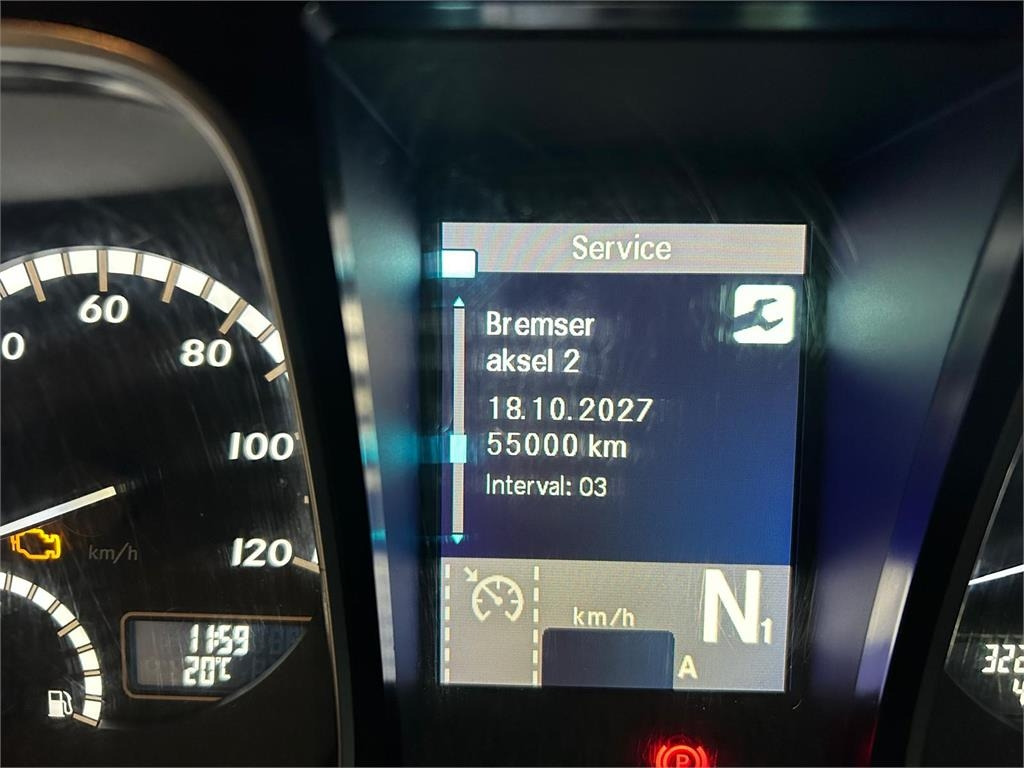 Service
Bremser
aksel 2
18.10.2027
55000 km
Interval: 03
km/h
N1
A
60
80
100
120
km/h
11:59
20°C
P